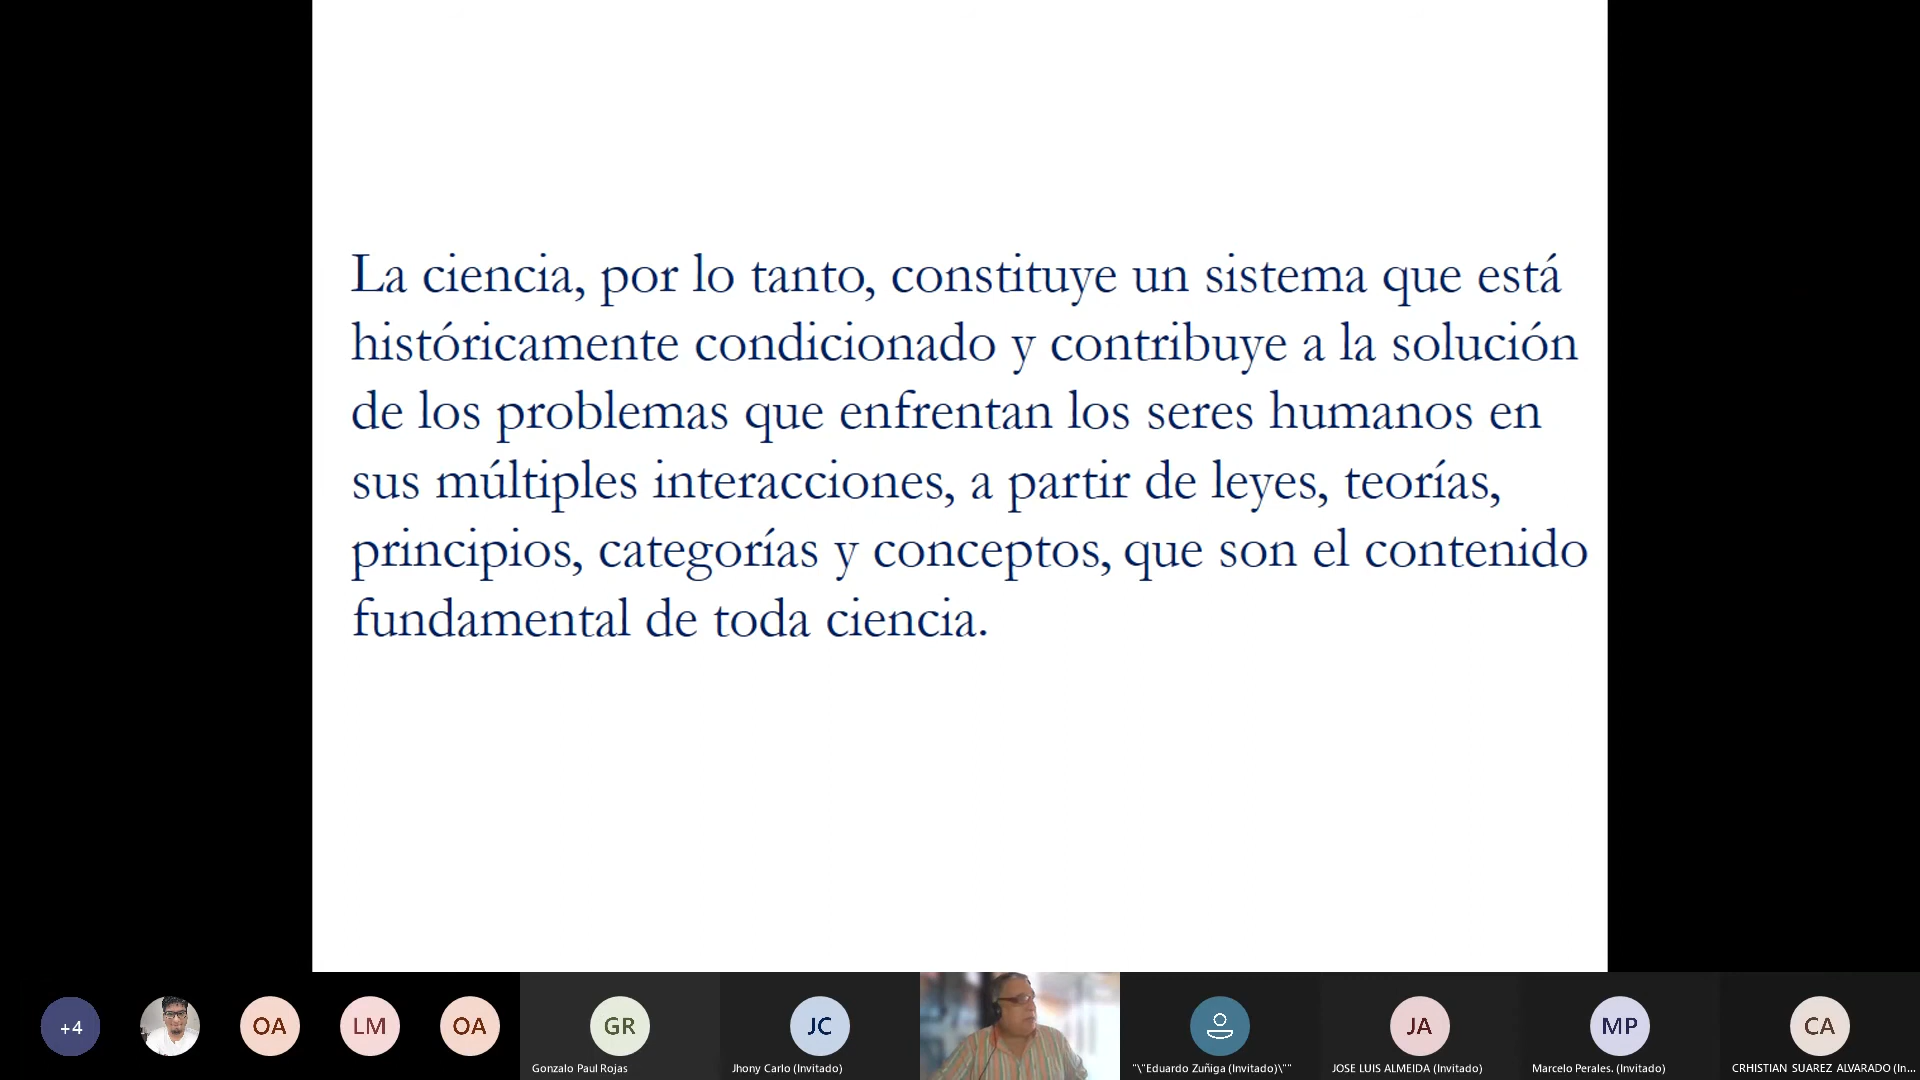 La ciencia, por lo tanto, constituye un sistema que está
históricamente condicionado y contribuye a la solución
de los problemas que enfrentan los seres humanos en
sus múltiples interacciones, a partir de leyes, teorías,
principios, categorías y conceptos, que son el contenido
fundamental de toda ciencia.
+4
OA
LM
OA
GR
Gonzalo Paul Rojas
JC
Jhony Carlo (Invitado)
"\"Eduardo Zuñiga (Invitado)\""
JA
JOSE LUIS ALMEIDA (Invitado)
MP
Marcelo Perales. (Invitado)
CA
CRHISTIAN SUAREZ ALVARADO (In...